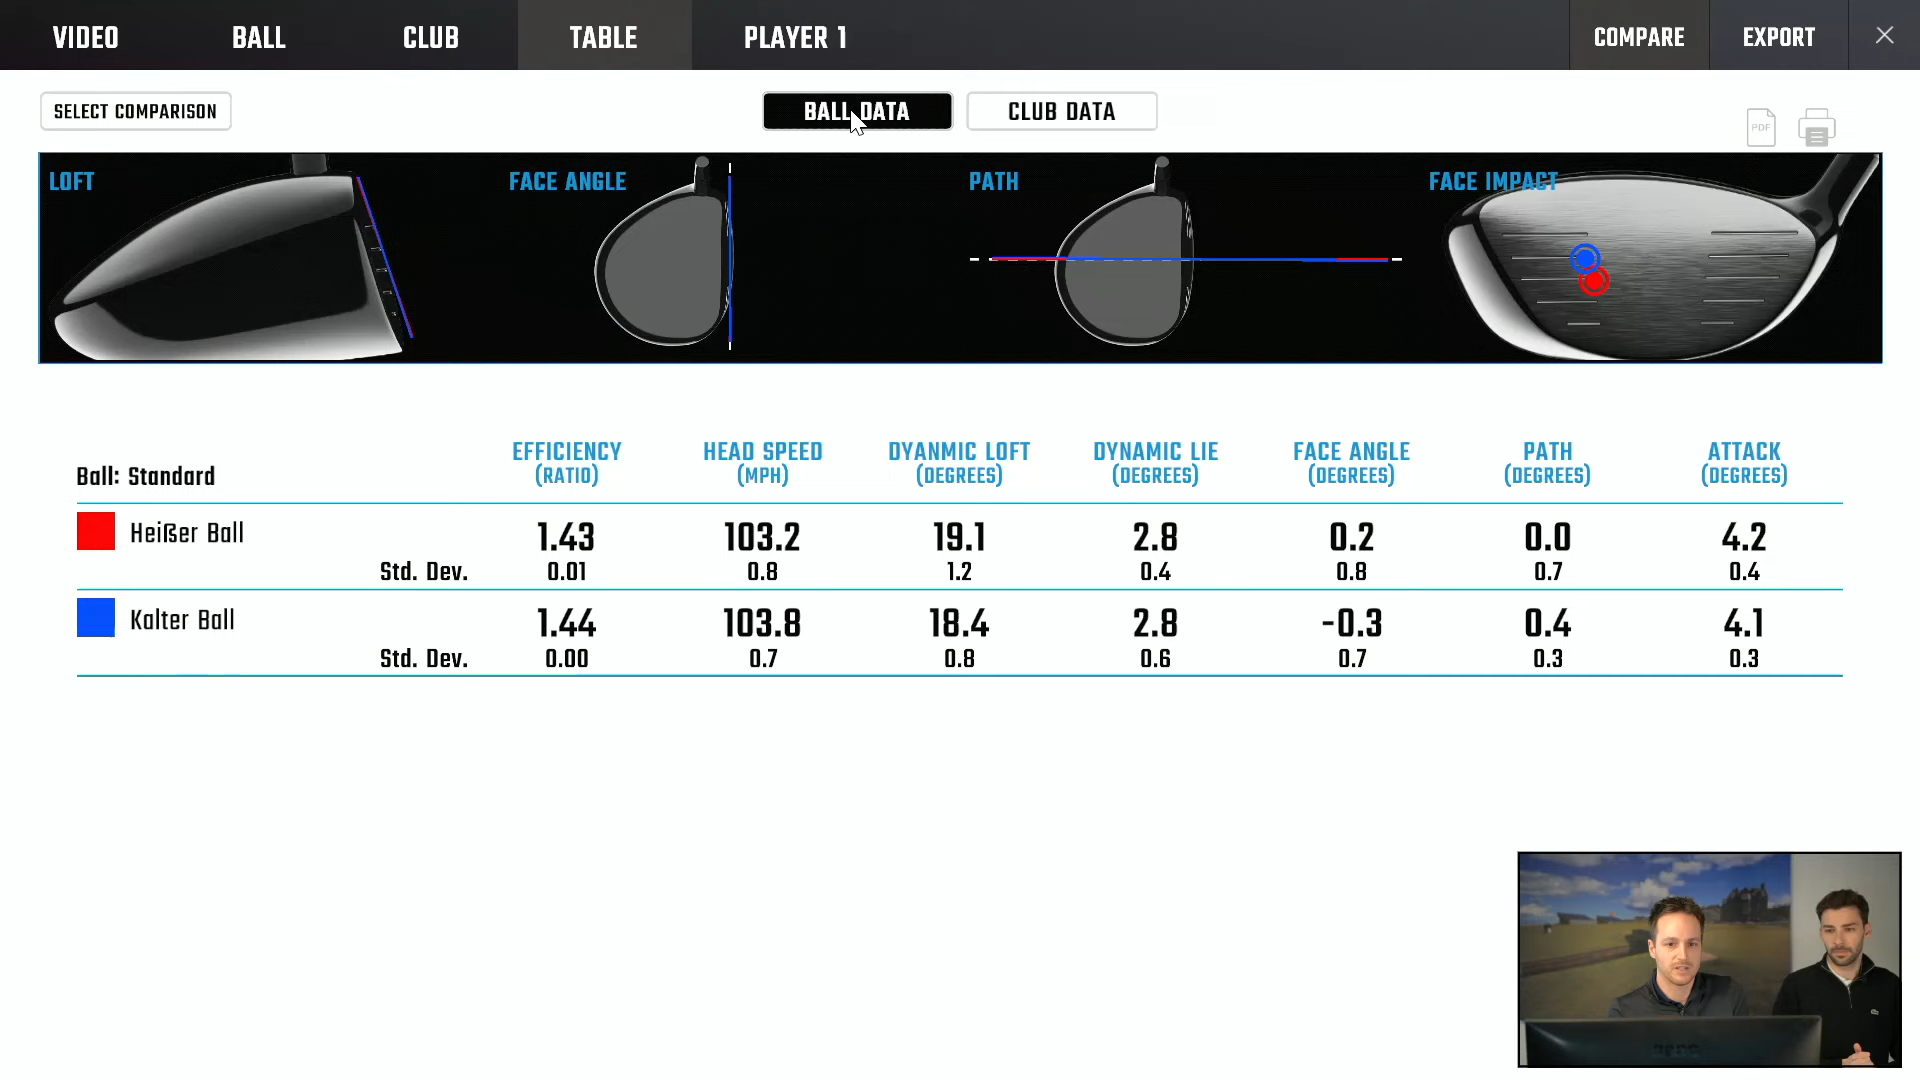 VIDEO BALL CLUB TABLE PLAYER 1 COMPARE EXPORT
SELECT COMPARISON BALL DATA CLUB DATA
PDF
LOFT FACE ANGLE PATH FACE IMPACT
EFFICIENCY HEAD SPEED DYANMIC LOFT DYNAMIC LIE FACE ANGLE PATH ATTACK
Ball: Standard (RATIO) (MPH) (DEGREES) (DEGREES) (DEGREES) (DEGREES) (DEGREES)
Heißer Ball 1.43 103.2 19.1 2.8 0.2 0.0 4.2
Std. Dev. 0.01 0.8 1.2 0.4 0.8 0.7 0.4
Kalter Ball 1.44 103.8 18.4 2.8 -0.3 0.4 4.1
Std. Dev. 0.00 0.7 0.8 0.6 0.7 0.3 0.3